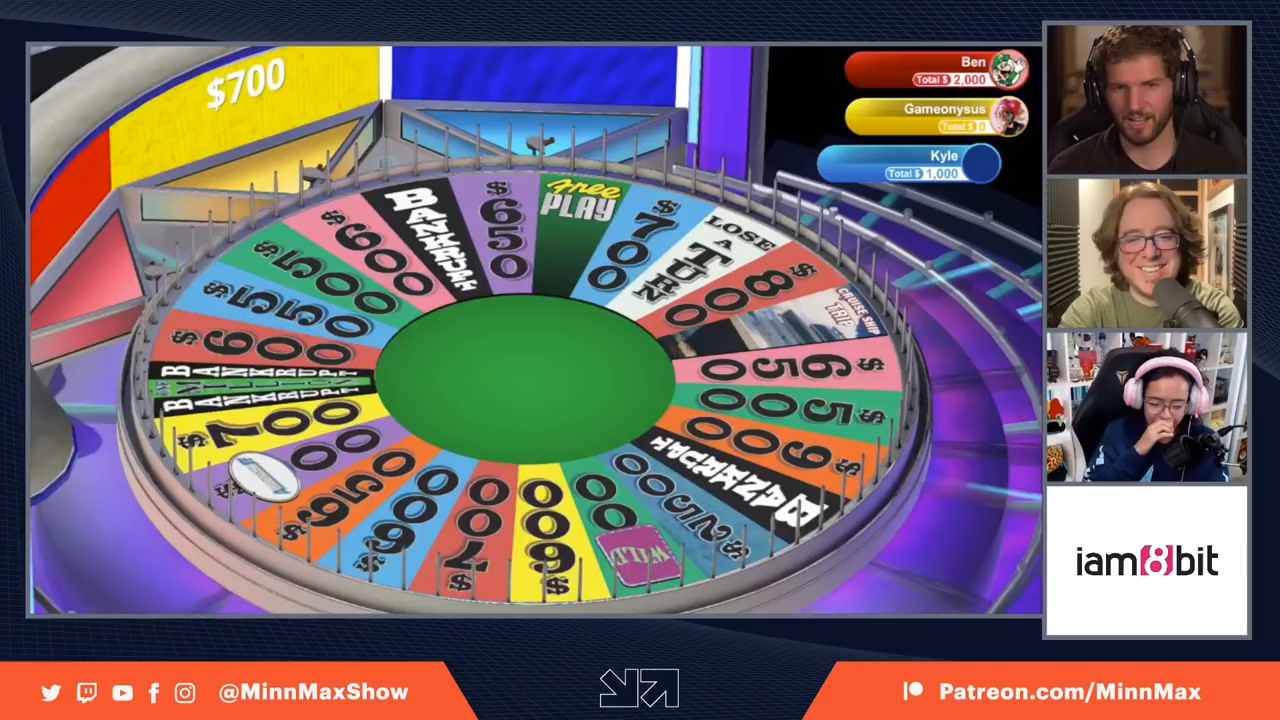 $700
Ben
Total $ 2,000
Gameonysus
Total $ 0
Kyle
Total $ 1,000
BANKRUPT
$650
Free
PLAY
$700
LOSE
A
TURN
$800
CRUISE SHIP
TRIP
$650
$500
$900
BANKRUPT
$2500
WILD
$600
$700
$600
$650
$700
BANKRUPT
MILLION
BANKRUPT
$900
$550
$500
$600
iam8bit
@MinnMaxShow
Patreon.com/MinnMax